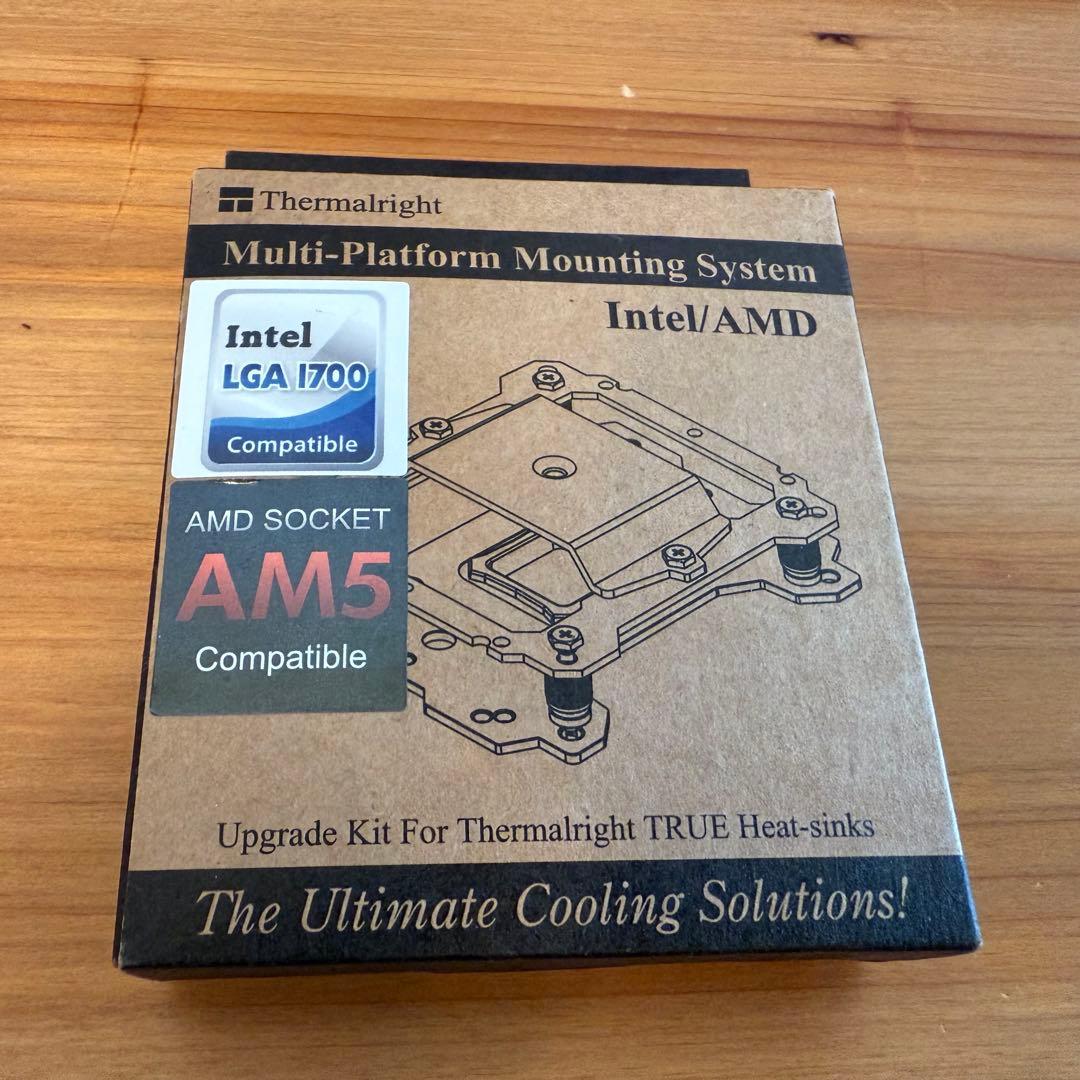 Thermalright
Multi-Platform Mounting System
Intel/AMD
Intel
LGA 1700
Compatible
AMD SOCKET
AM5
Compatible
Upgrade Kit For Thermalright TRUE Heat-sinks
The Ultimate Cooling Solutions!